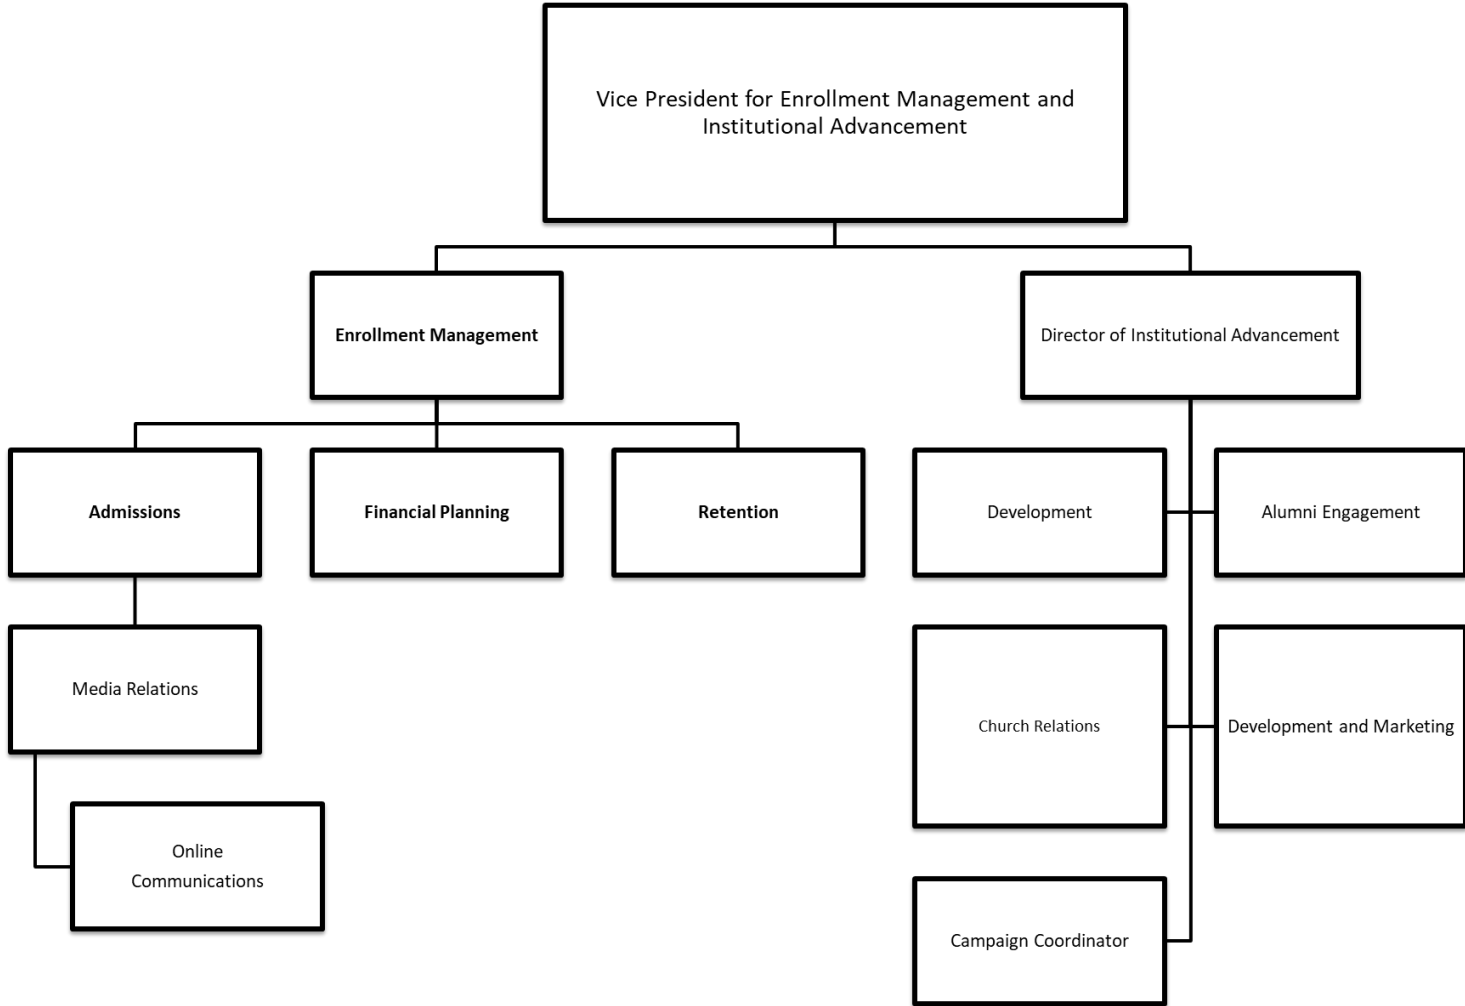 Vice President for Enrollment Management and
Institutional Advancement
Enrollment Management
Director of Institutional Advancement
Admissions
Financial Planning
Retention
Development
Alumni Engagement
Media Relations
Church Relations
Development and Marketing
Online
Communications
Campaign Coordinator